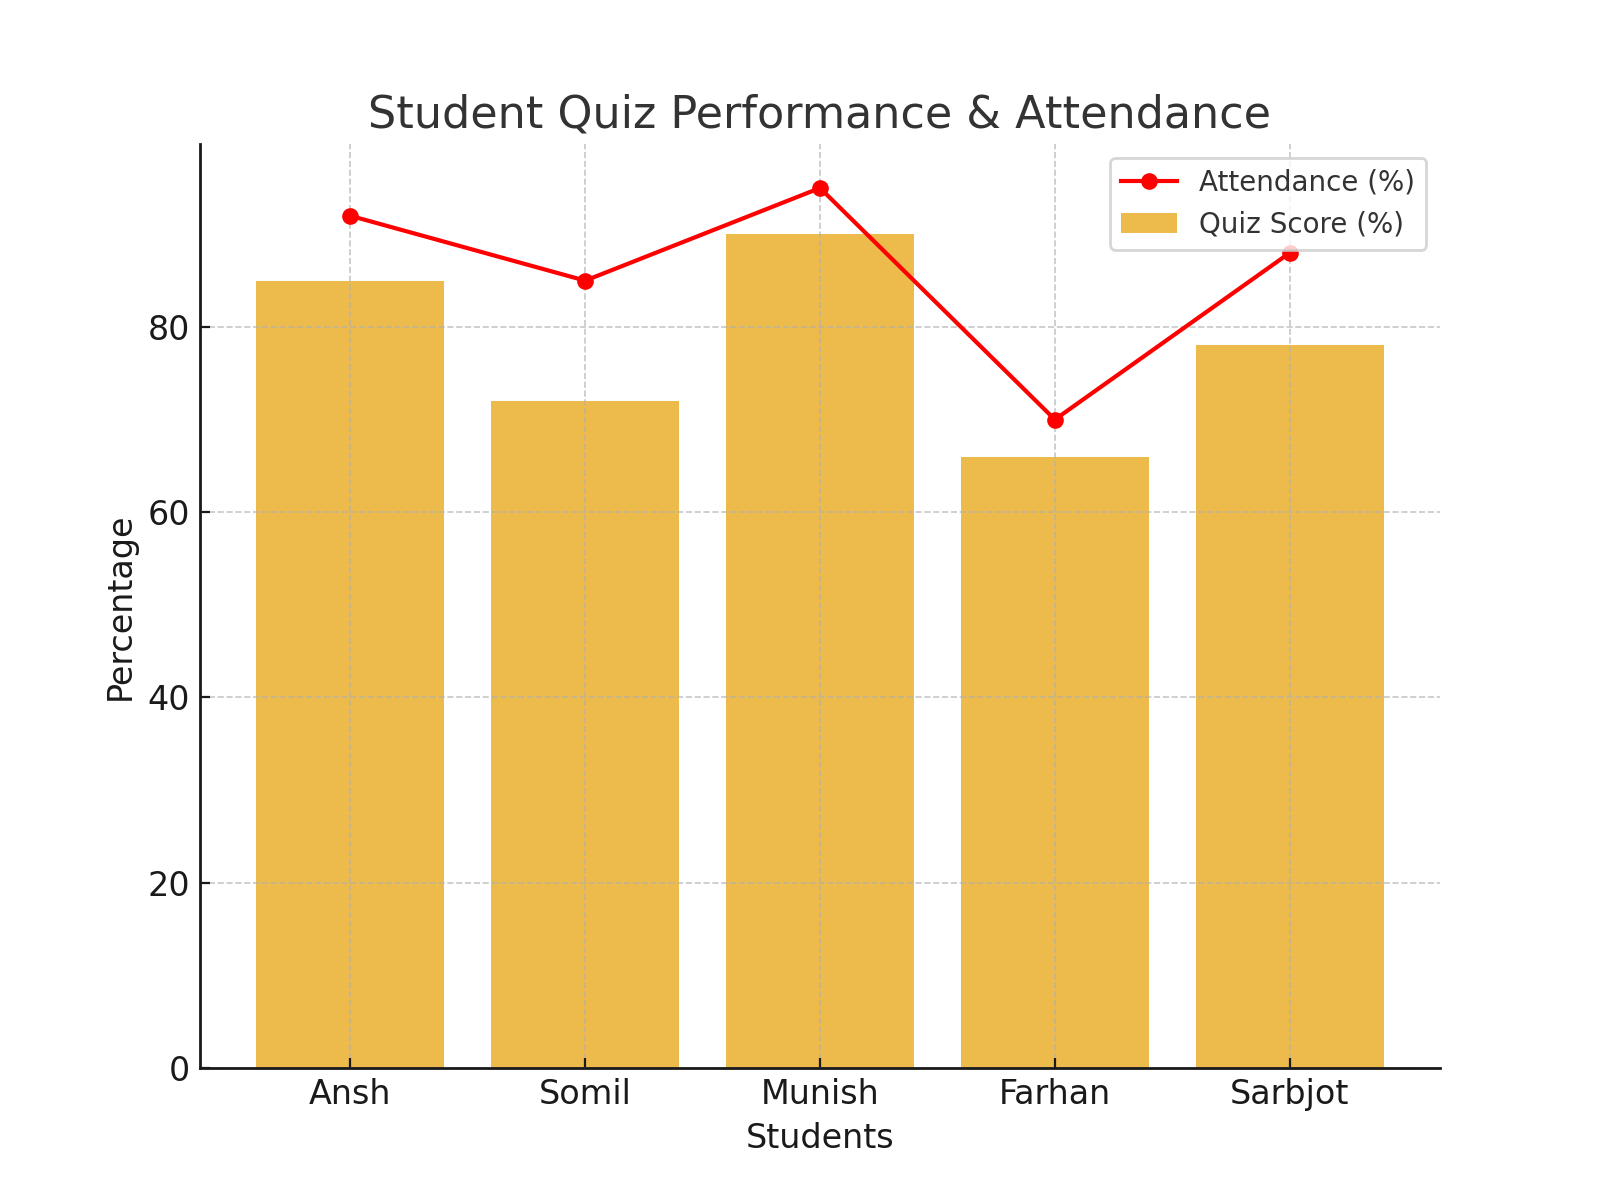 Student Quiz Performance & Attendance
Attendance (%)
Quiz Score (%)
Percentage
80
60
40
20
0
Ansh Somil Munish Farhan Sarbjot
Students